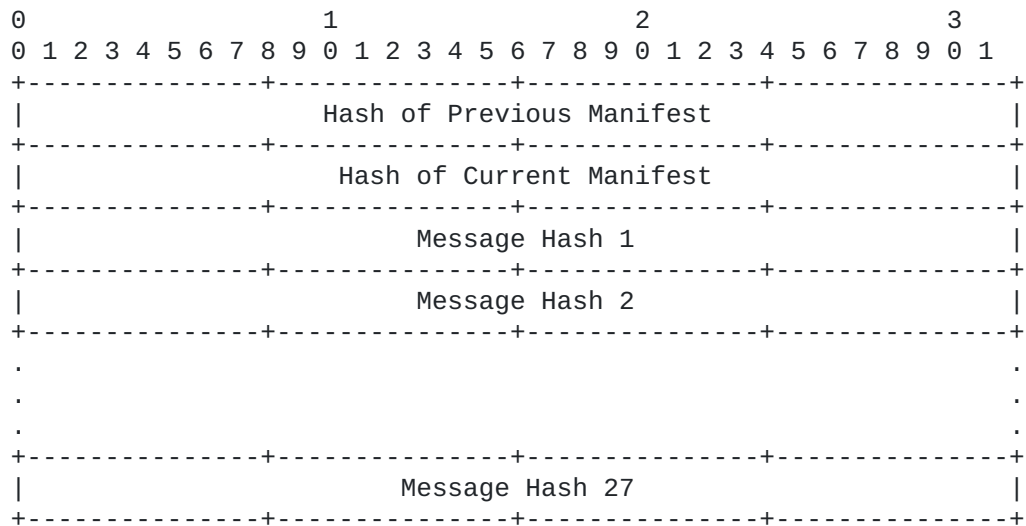 0                   1                   2                   3
0 1 2 3 4 5 6 7 8 9 0 1 2 3 4 5 6 7 8 9 0 1 2 3 4 5 6 7 8 9 0 1
+---------------+---------------+---------------+---------------+
|                   Hash of Previous Manifest                   |
+---------------+---------------+---------------+---------------+
|                    Hash of Current Manifest                   |
+---------------+---------------+---------------+---------------+
|                         Message Hash 1                        |
+---------------+---------------+---------------+---------------+
|                         Message Hash 2                        |
+---------------+---------------+---------------+---------------+
.                                                               .
.                                                               .
.                                                               .
+---------------+---------------+---------------+---------------+
|                        Message Hash 27                        |
+---------------+---------------+---------------+---------------+